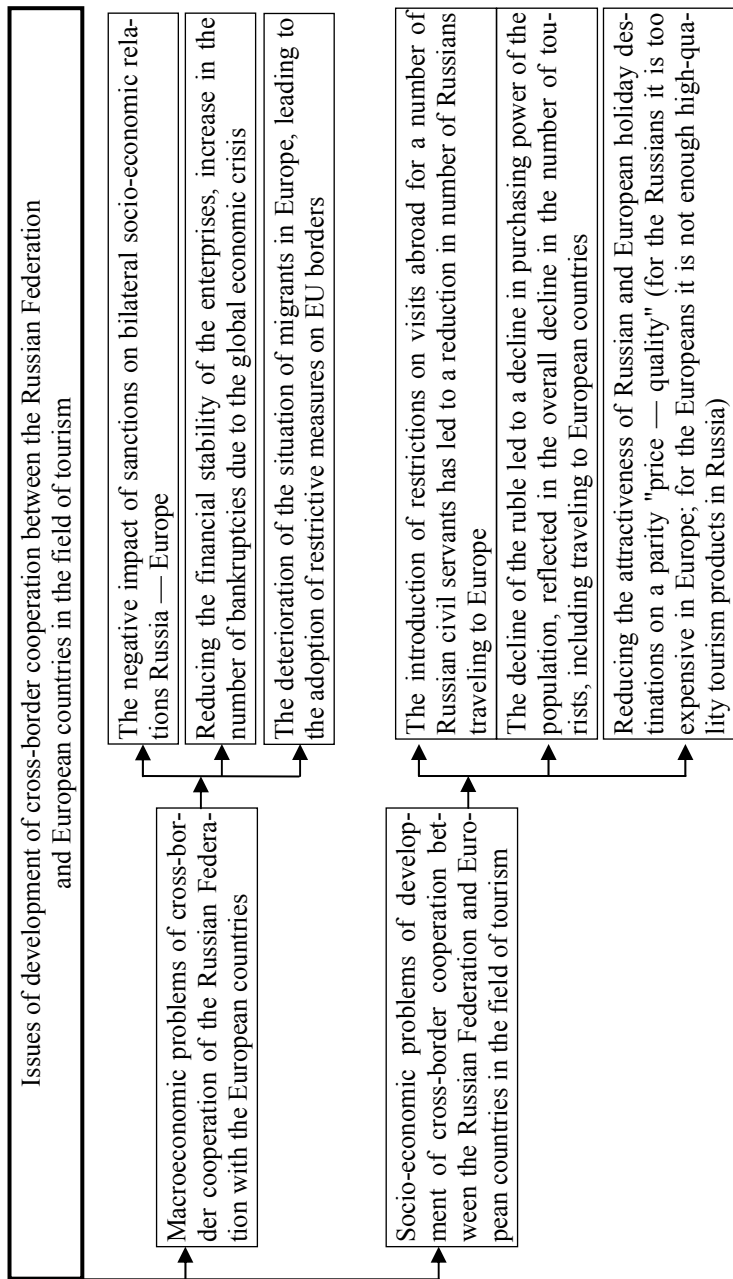 Issues of development of cross-border cooperation between the Russian Federation
and European countries in the field of tourism
Macroeconomic problems of cross-bor-
der cooperation of the Russian Federa-
tion with the European countries
The negative impact of sanctions on bilateral socio-economic rela-
tions Russia — Europe
Reducing the financial stability of the enterprises, increase in the
number of bankruptcies due to the global economic crisis
The deterioration of the situation of migrants in Europe, leading to
the adoption of restrictive measures on EU borders
Socio-economic problems of develop-
ment of cross-border cooperation bet-
ween the Russian Federation and Euro-
pean countries in the field of tourism
The introduction of restrictions on visits abroad for a number of
Russian civil servants has led to a reduction in number of Russians
traveling to Europe
The decline of the ruble led to a decline in purchasing power of the
population, reflected in the overall decline in the number of tou-
rists, including traveling to European countries
Reducing the attractiveness of Russian and European holiday des-
tinations on a parity "price — quality" (for the Russians it is too
expensive in Europe; for the Europeans it is not enough high-qua-
lity tourism products in Russia)